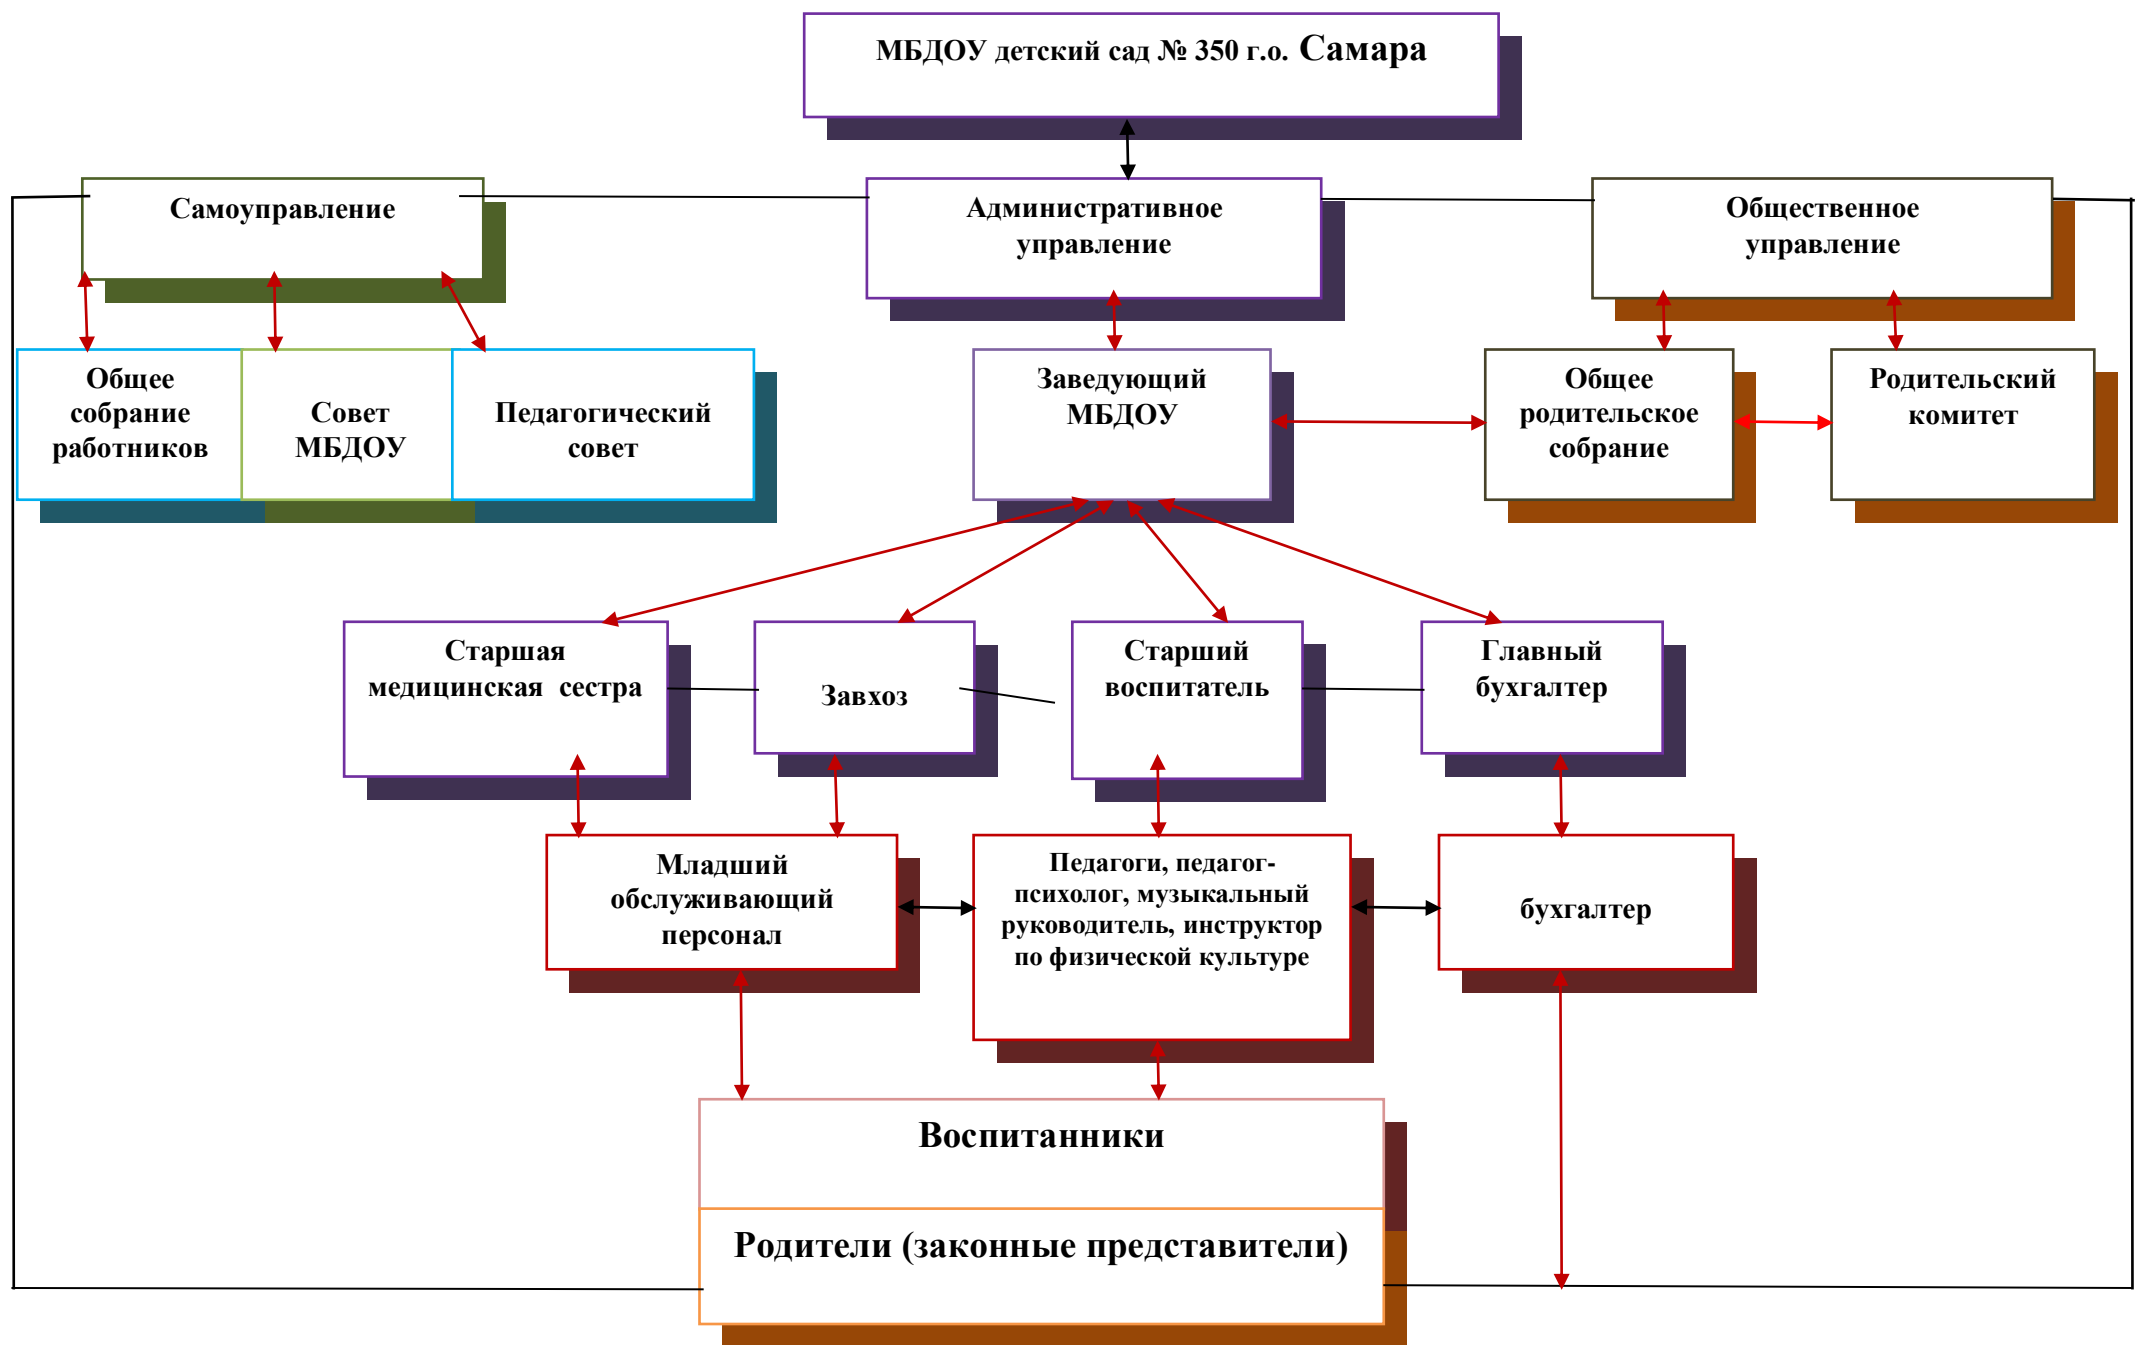 МБДОУ детский сад № 350 г.о. Самара
Самоуправление
Административное
управление
Общественное
управление
Общее
собрание
работников
Совет
МБДОУ
Педагогический
совет
Заведующий
МБДОУ
Общее
родительское
собрание
Родительский
комитет
Старшая
медицинская сестра
Завхоз
Старший
воспитатель
Главный
бухгалтер
Младший
обслуживающий
персонал
Педагоги, педагог-
психолог, музыкальный
руководитель, инструктор
по физической культуре
бухгалтер
Воспитанники
Родители (законные представители)